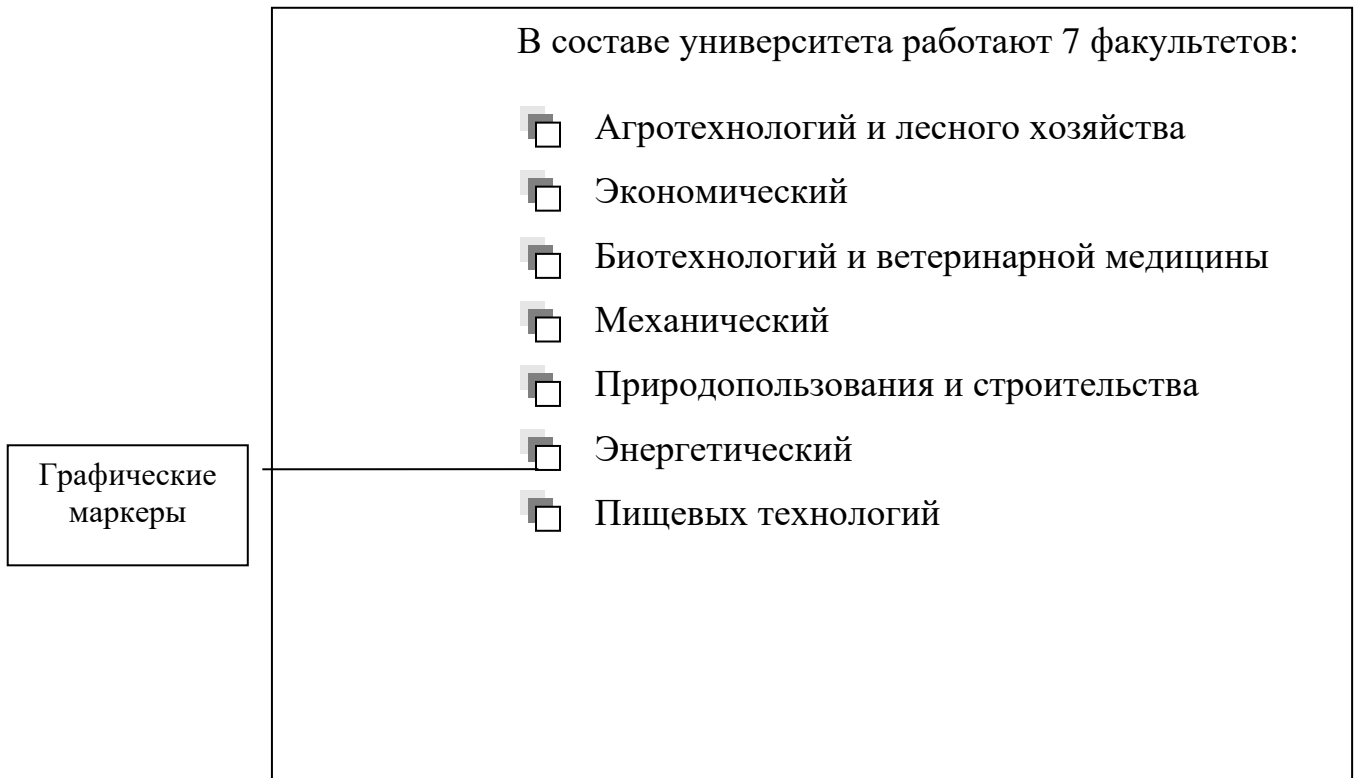 В составе университета работают 7 факультетов:
Агротехнологий и лесного хозяйства
Экономический
Биотехнологий и ветеринарной медицины
Механический
Природопользования и строительства
Энергетический
Пищевых технологий
Графические
маркеры